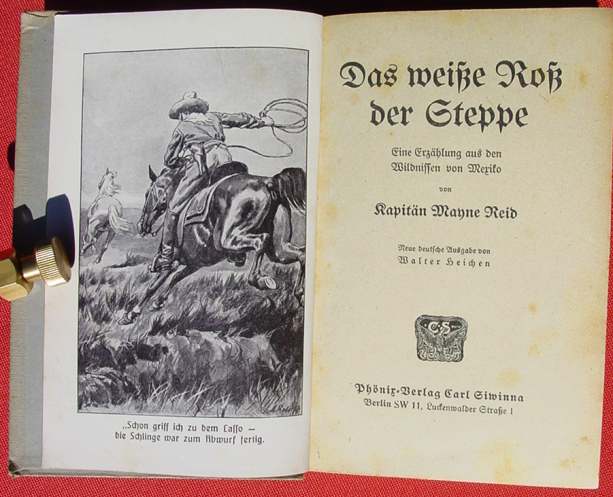 „Schon griff ich zu dem Lasso —
die Schlinge war zum Abwurf fertig.
Das weiße Roß
der Steppe
Eine Erzählung aus den
Wildnissen von Mexiko
von
Kapitän Mayne Reid
Neue deutsche Ausgabe von
Walter Heichen
C S
Phönix-Verlag Carl Siwinna
Berlin SW 11, Luckenwalder Straße 1